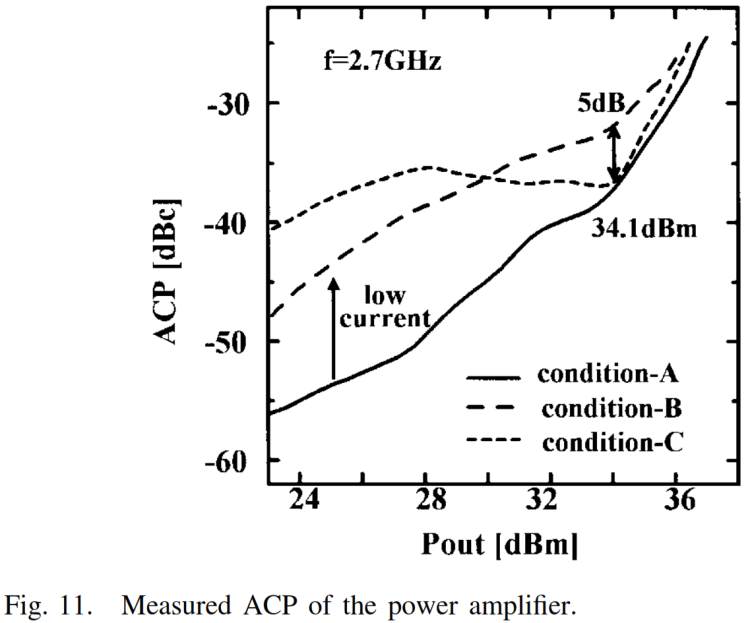 f=2.7GHz
-30
5dB
-40
34.1dBm
ACP [dBc]
low
current
-50
condition-A
condition-B
condition-C
-60
24 28 32 36
Pout [dBm]
Fig. 11. Measured ACP of the power amplifier.